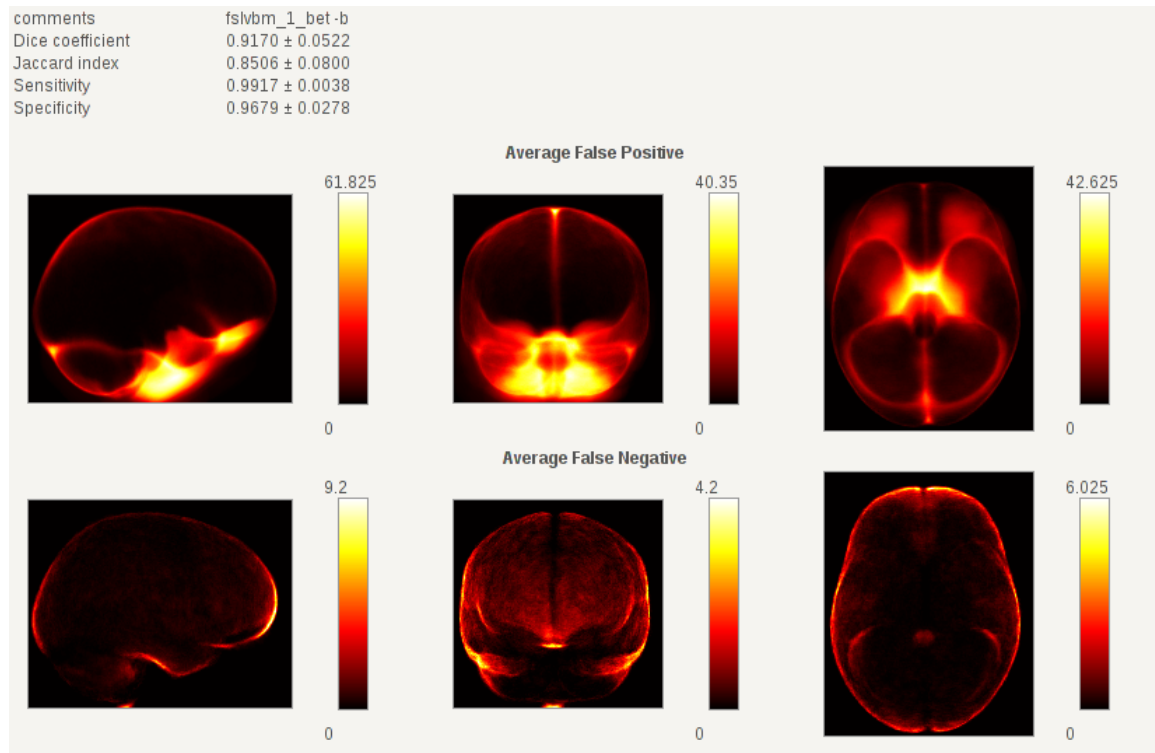 comments fslvbm_1_bet -b
Dice coefficient 0.9170 ± 0.0522
Jaccard index 0.8506 ± 0.0800
Sensitivity 0.9917 ± 0.0038
Specificity 0.9679 ± 0.0278
Average False Positive
61.825 40.35 42.625
0 0 0
Average False Negative
9.2 4.2 6.025
0 0 0